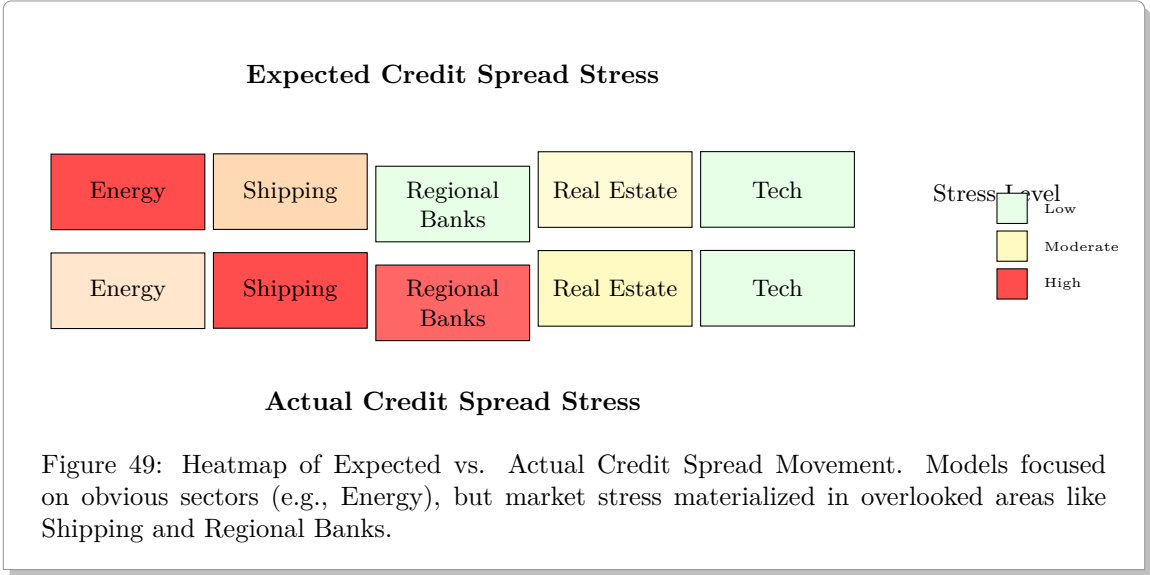 Expected Credit Spread Stress
Energy
Shipping
Regional
Banks
Real Estate
Tech
Energy
Shipping
Regional
Banks
Real Estate
Tech
Stress Level
Low
Moderate
High
Actual Credit Spread Stress
Figure 49: Heatmap of Expected vs. Actual Credit Spread Movement. Models focused
on obvious sectors (e.g., Energy), but market stress materialized in overlooked areas like
Shipping and Regional Banks.